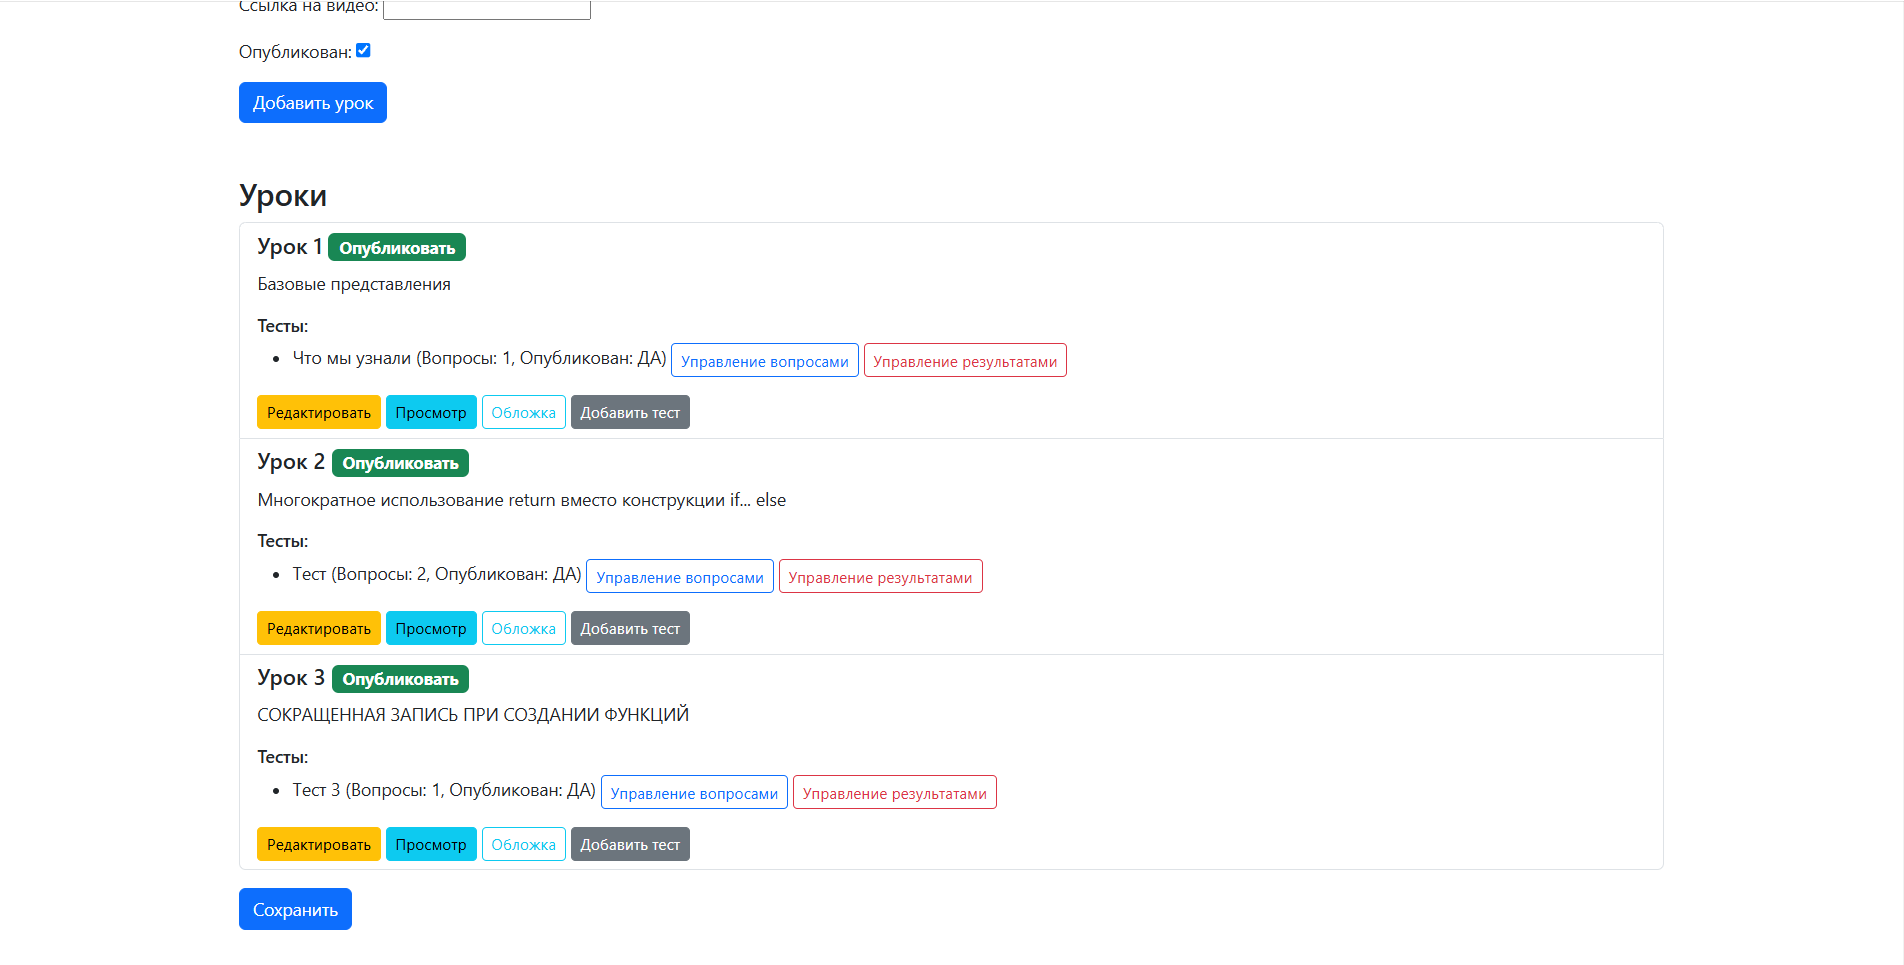 Ссылка на видео:
Опубликован:
Добавить урок
Уроки
Урок 1 Опубликовать
Базовые представления
Тесты:
Что мы узнали (Вопросы: 1, Опубликован: ДА) Управление вопросами Управление результатами
Редактировать Просмотр Обложка Добавить тест
Урок 2 Опубликовать
Многократное использование return вместо конструкции if... else
Тесты:
Тест (Вопросы: 2, Опубликован: ДА) Управление вопросами Управление результатами
Редактировать Просмотр Обложка Добавить тест
Урок 3 Опубликовать
СОКРАЩЕННАЯ ЗАПИСЬ ПРИ СОЗДАНИИ ФУНКЦИЙ
Тесты:
Тест 3 (Вопросы: 1, Опубликован: ДА) Управление вопросами Управление результатами
Редактировать Просмотр Обложка Добавить тест
Сохранить